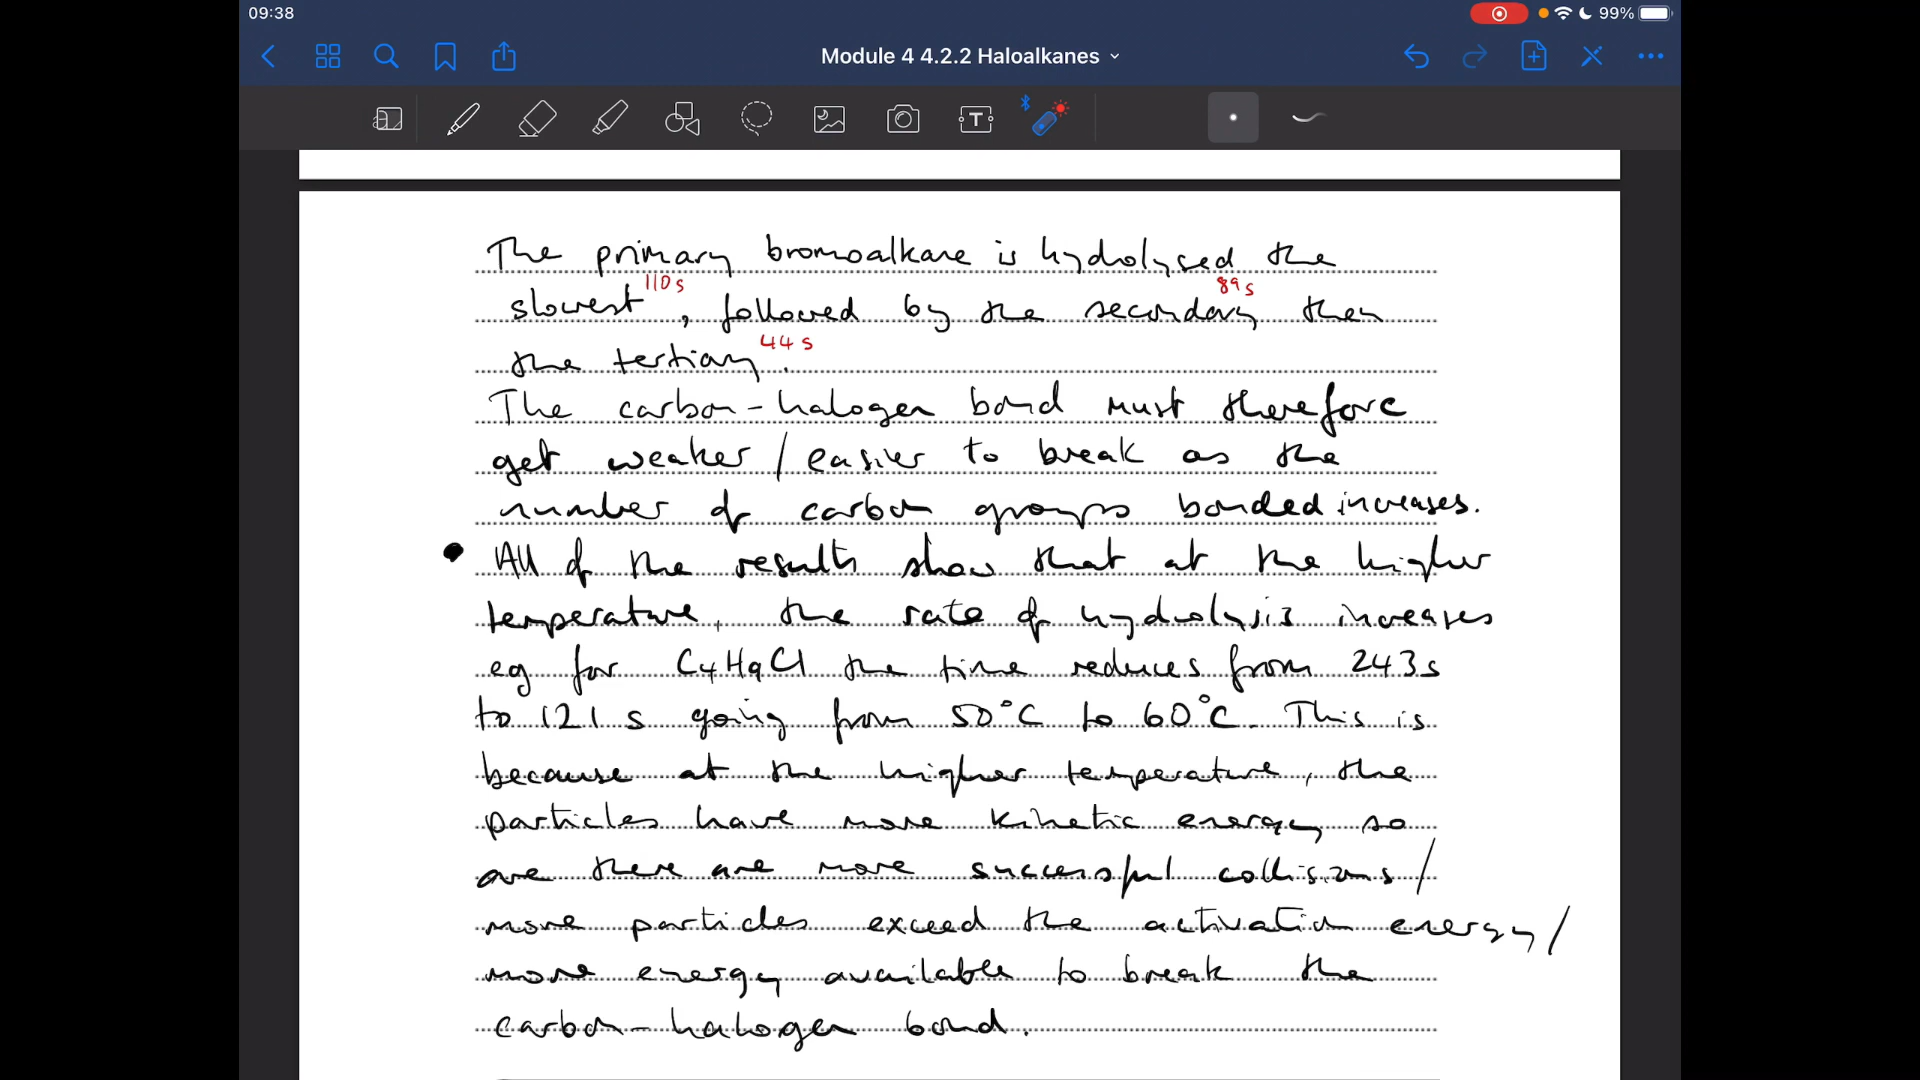 09:38
99%
Module 4 4.2.2 Haloalkanes
The primary bromoalkane is hydolysed the
110s 89s
slowest, followed by the secondary then
44s
the tertiary.
The carbon-halogen bond must therefore
get weaker / easier to break as the
number of carbon groups bonded increases.
• All of the results show that at the higher
temperature, the rate of hydrolysis increases
eg for C4H9Cl the time reduces from 243s
to 121s going from 50°C to 60°C. This is
because at the higher temperature, the
particles have more kinetic energy so
are there are more successful collisions /
more particles exceed the activation energy /
more energy available to break the
carbon-halogen bond.